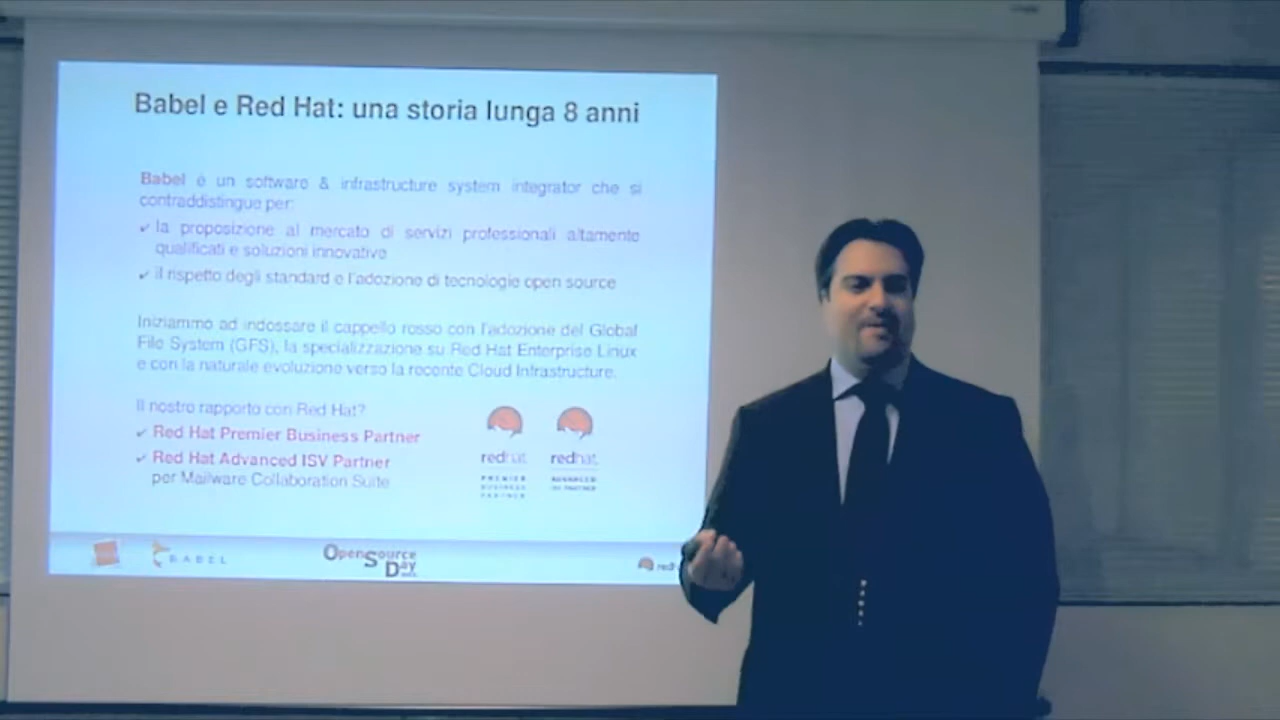 Babel e Red Hat: una storia lunga 8 anni
Babel è un software & infrastructure system integrator che si
contraddistingue per:
✓ la proposizione al mercato di servizi professionali altamente
qualificati e soluzioni innovative
✓ il rispetto degli standard e l'adozione di tecnologie open source
Iniziammo ad indossare il cappello rosso con l'adozione del Global
File System (GFS), la specializzazione su Red Hat Enterprise Linux
e con la naturale evoluzione verso la recente Cloud Infrastructure.
Il nostro rapporto con Red Hat?
✓ Red Hat Premier Business Partner
✓ Red Hat Advanced ISV Partner
per Mailware Collaboration Suite
redhat. redhat.
PREMIER
BUSINESS
PARTNER
ADVANCED
ISV PARTNER
BABEL
OpenSource
Day
redh